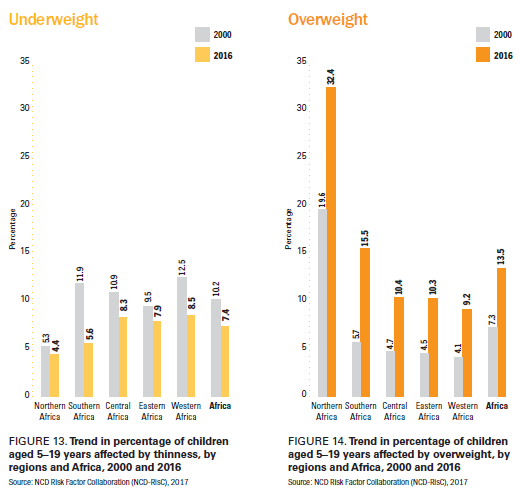 Underweight
2000
2016
35
30
25
20
15
10
5
0
Percentage
5.3
4.4
11.9
5.6
10.9
8.3
9.5
7.9
12.5
8.5
10.2
7.4
Northern Southern Central Eastern Western Africa
Africa Africa Africa Africa Africa
FIGURE 13. Trend in percentage of children
aged 5–19 years affected by thinness, by
regions and Africa, 2000 and 2016
Source: NCD Risk Factor Collaboration (NCD-RisC), 2017
Overweight
2000
2016
35
30
25
20
15
10
5
0
Percentage
19.6
32.4
5.7
15.5
4.7
10.4
4.5
10.3
4.1
9.2
7.3
13.5
Northern Southern Central Eastern Western Africa
Africa Africa Africa Africa Africa
FIGURE 14. Trend in percentage of children
aged 5–19 years affected by overweight, by
regions and Africa, 2000 and 2016
Source: NCD Risk Factor Collaboration (NCD-RisC), 2017